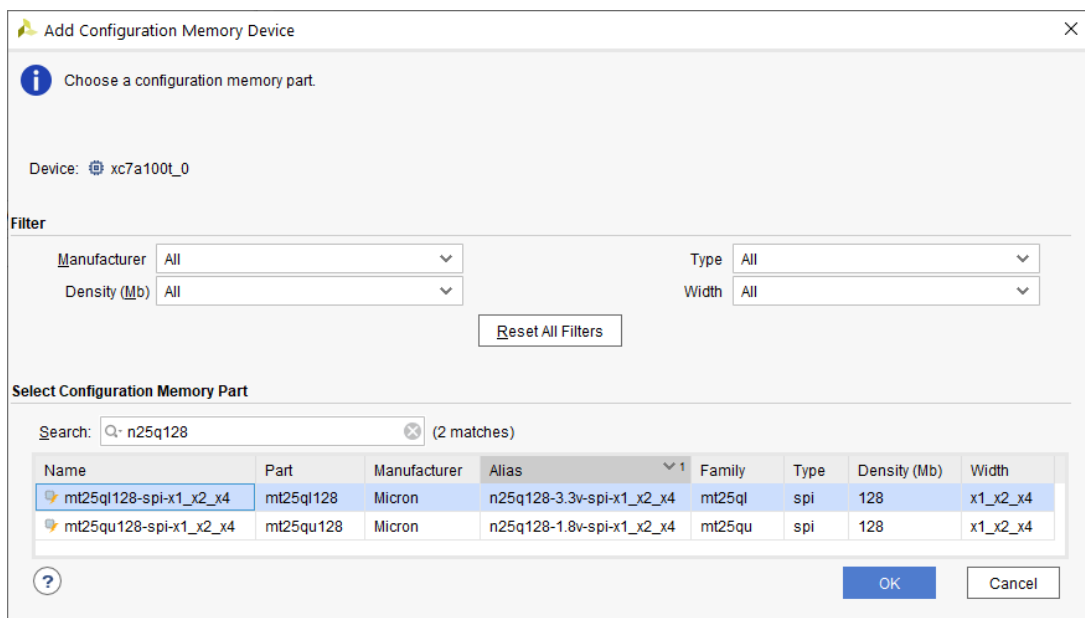 Add Configuration Memory Device
Choose a configuration memory part.
Device: xc7a100t_0
Filter
Manufacturer All Type All
Density (Mb) All Width All
Reset All Filters
Select Configuration Memory Part
Search: n25q128 (2 matches)
Name Part Manufacturer Alias 1 Family Type Density (Mb) Width
mt25ql128-spi-x1_x2_x4 mt25ql128 Micron n25q128-3.3v-spi-x1_x2_x4 mt25ql spi 128 x1_x2_x4
mt25qu128-spi-x1_x2_x4 mt25qu128 Micron n25q128-1.8v-spi-x1_x2_x4 mt25qu spi 128 x1_x2_x4
? OK Cancel